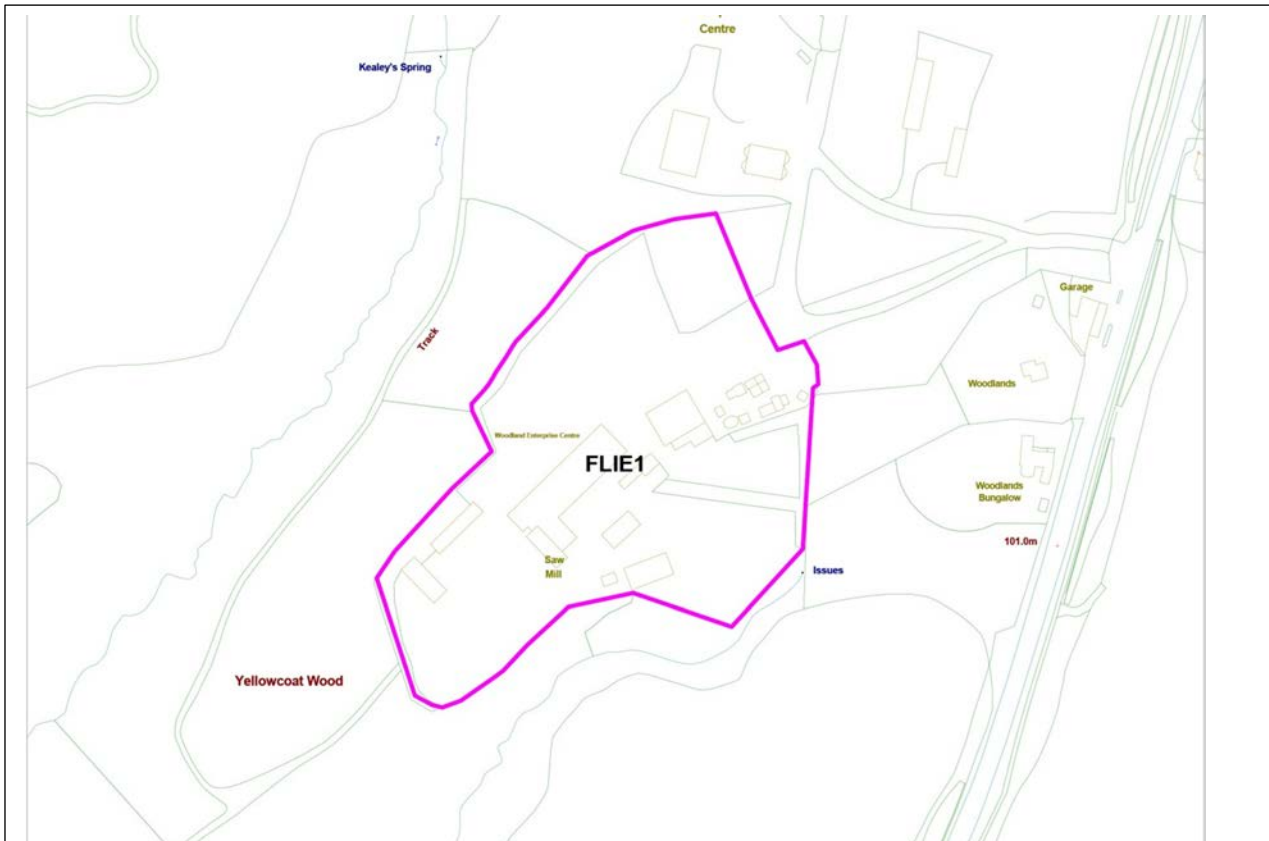 Centre
Kealey's Spring
Garage
Track
Woodlands
Woodland Enterprise Centre
FLIE1
Woodlands
Bungalow
101.0m
Saw
Mill
Issues
Yellowcoat Wood